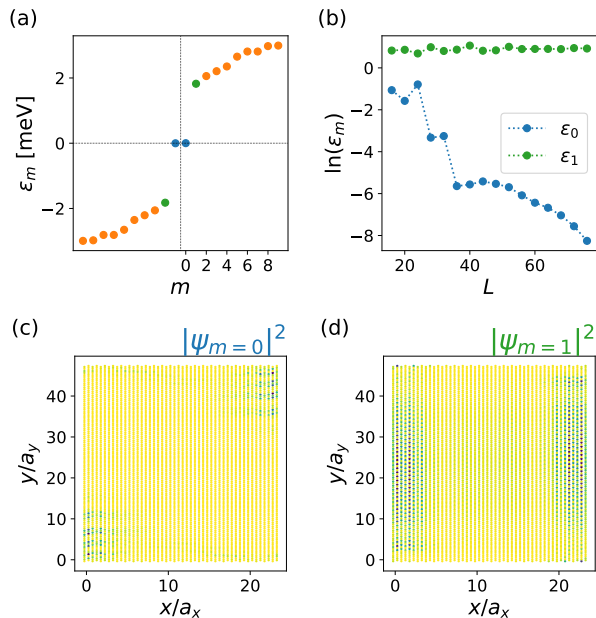 (a)
ε_m [meV]
2
0
−2
0
2
4
6
8
m
(b)
ln(ε_m)
0
−2
−4
−6
−8
20
40
60
L
ε₀
ε₁
(c)
|ψ_{m=0}|²
y/a_y
40
30
20
10
0
0
10
20
x/a_x
(d)
|ψ_{m=1}|²
y/a_y
40
30
20
10
0
0
10
20
x/a_x